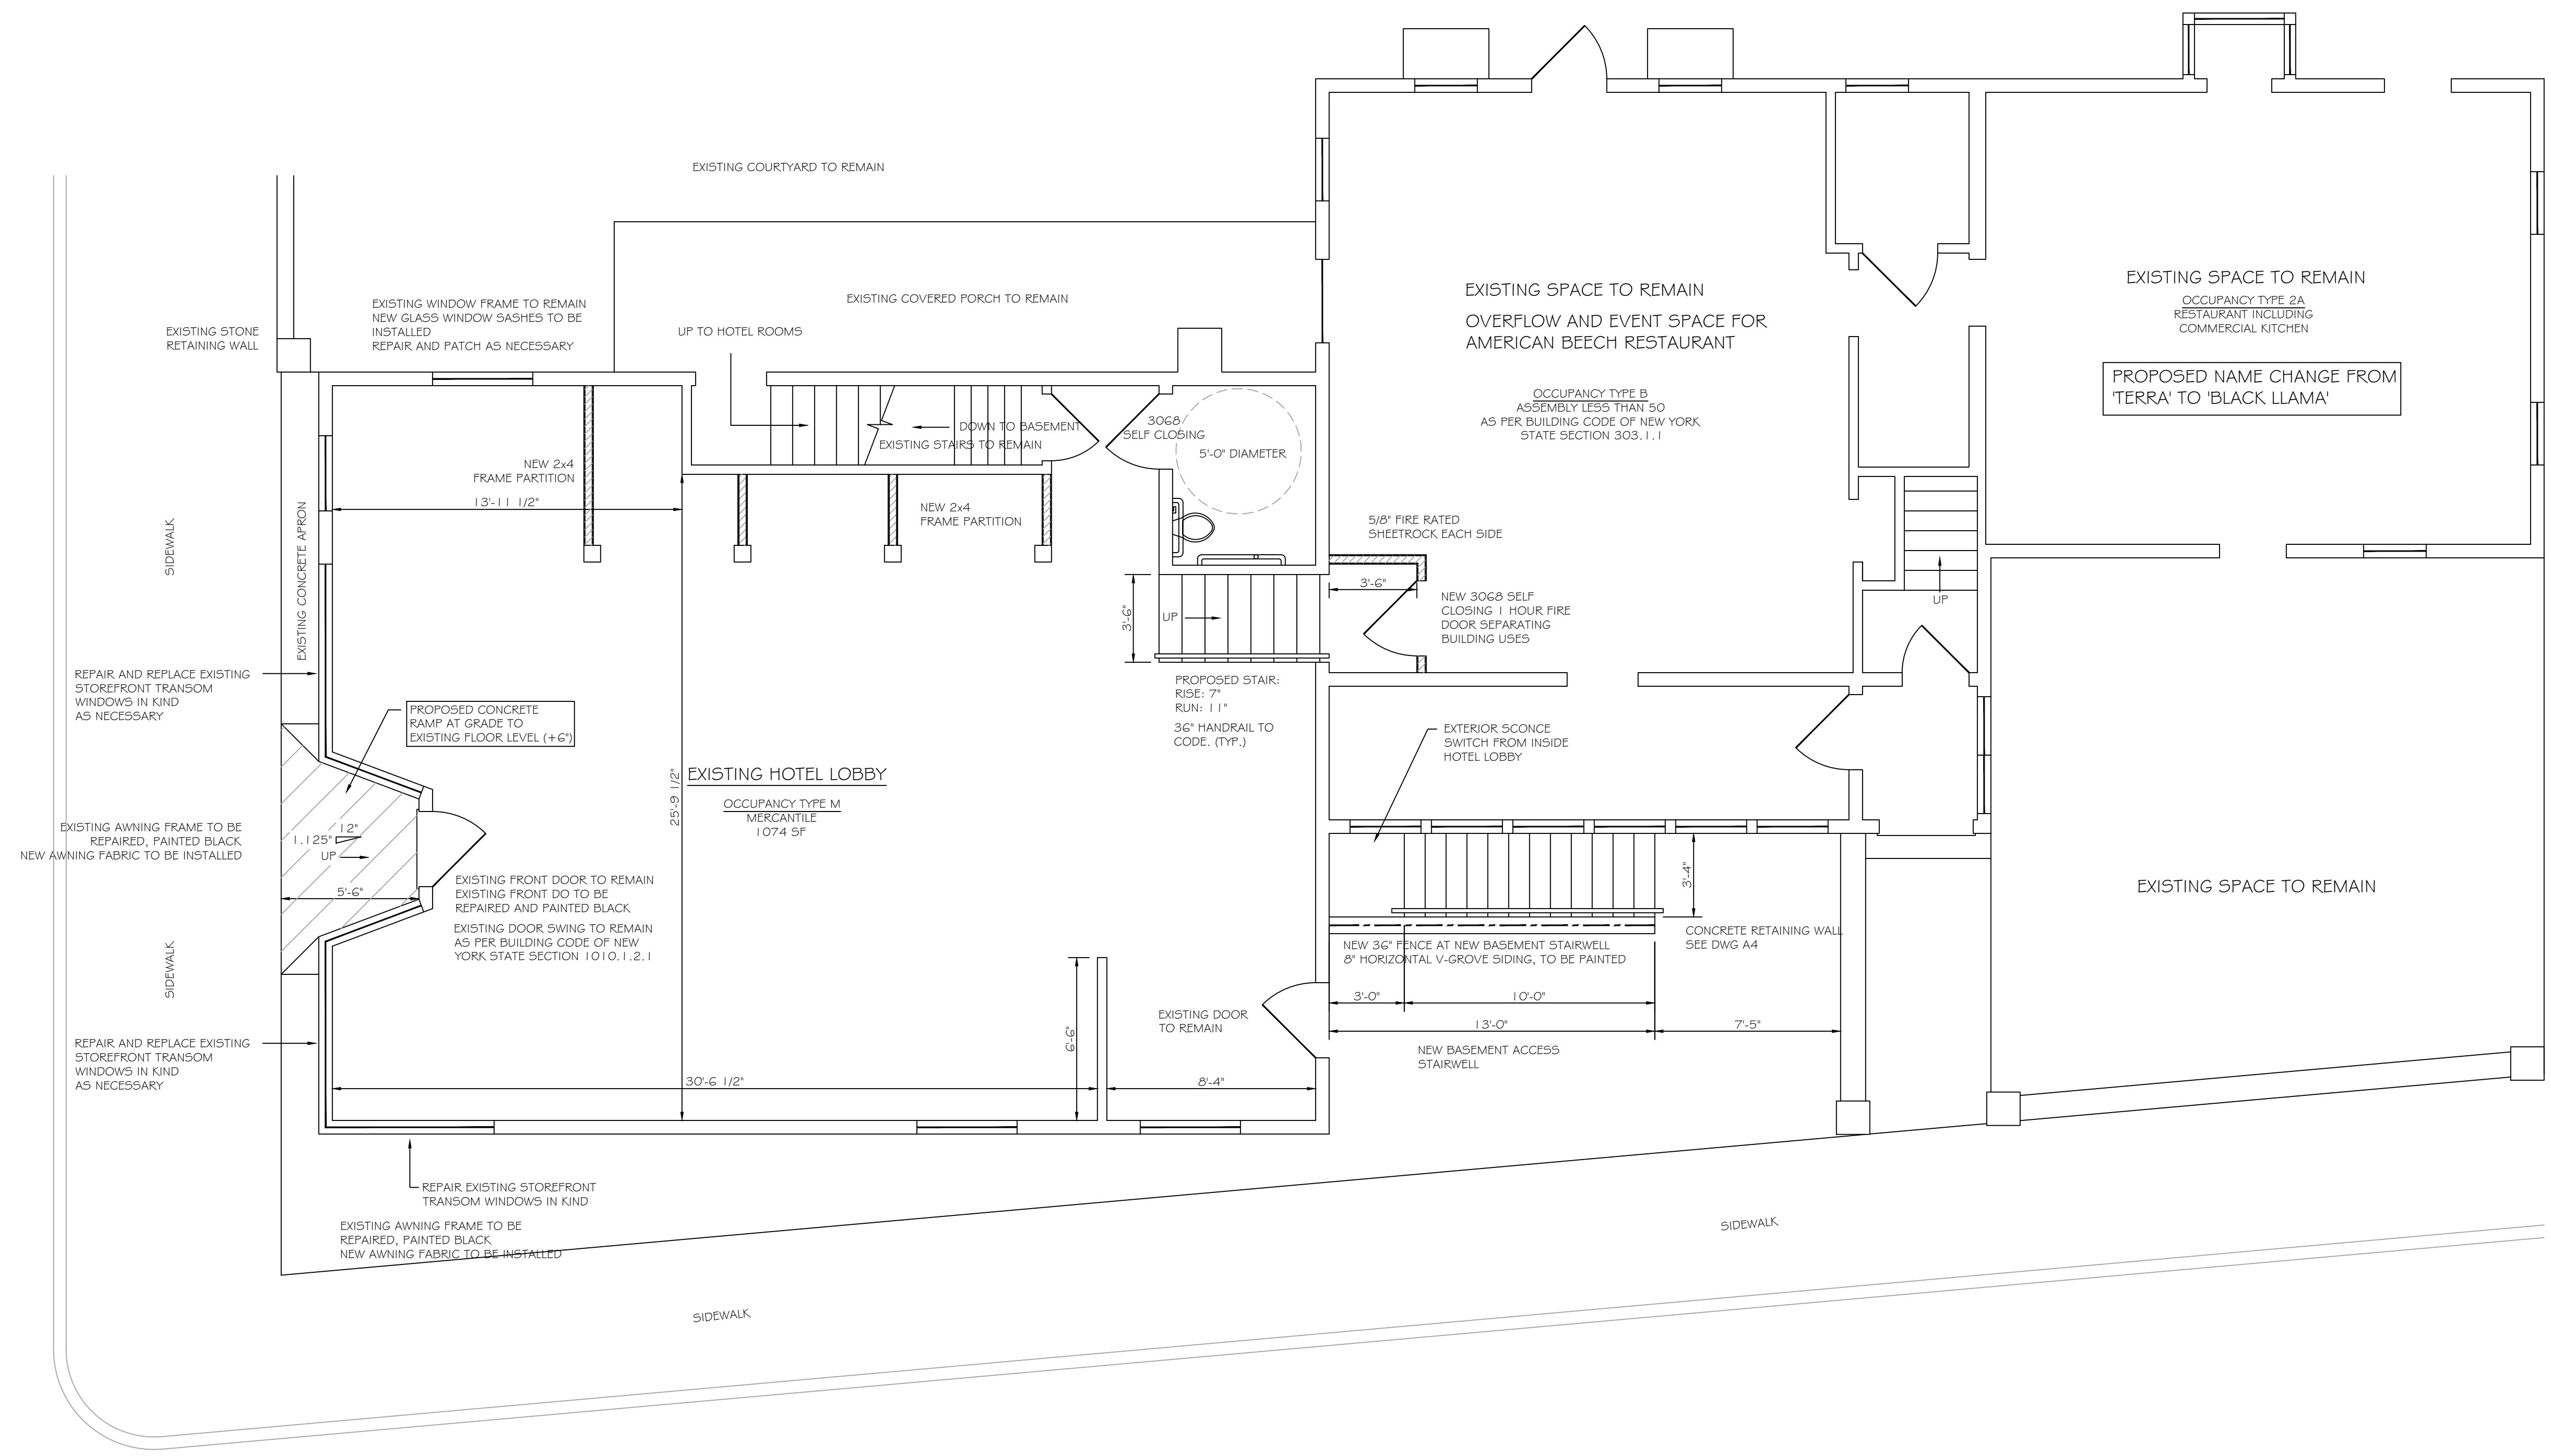 EXISTING COURTYARD TO REMAIN
EXISTING COVERED PORCH TO REMAIN
EXISTING WINDOW FRAME TO REMAIN
NEW GLASS WINDOW SASHES TO BE
INSTALLED
REPAIR AND PATCH AS NECESSARY
EXISTING STONE
RETAINING WALL
UP TO HOTEL ROOMS
DOWN TO BASEMENT
EXISTING STAIRS TO REMAIN
3068
SELF CLOSING
5'-0" DIAMETER
NEW 2x4
FRAME PARTITION
13'-11 1/2"
NEW 2x4
FRAME PARTITION
EXISTING SPACE TO REMAIN
OVERFLOW AND EVENT SPACE FOR
AMERICAN BEECH RESTAURANT
OCCUPANCY TYPE B
ASSEMBLY LESS THAN 50
AS PER BUILDING CODE OF NEW YORK
STATE SECTION 303.1.1
EXISTING SPACE TO REMAIN
OCCUPANCY TYPE 2A
RESTAURANT INCLUDING
COMMERCIAL KITCHEN
PROPOSED NAME CHANGE FROM
'TERRA' TO 'BLACK LLAMA'
5/8" FIRE RATED
SHEETROCK EACH SIDE
3'-6"
NEW 3068 SELF
CLOSING 1 HOUR FIRE
DOOR SEPARATING
BUILDING USES
UP
3'-6"
UP
PROPOSED STAIR:
RISE: 7"
RUN: 11"
36" HANDRAIL TO
CODE. (TYP.)
SIDEWALK
EXISTING CONCRETE APRON
REPAIR AND REPLACE EXISTING
STOREFRONT TRANSOM
WINDOWS IN KIND
AS NECESSARY
PROPOSED CONCRETE
RAMP AT GRADE TO
EXISTING FLOOR LEVEL (+6")
EXTERIOR SCONCE
SWITCH FROM INSIDE
HOTEL LOBBY
25'-9 1/2"
EXISTING HOTEL LOBBY
OCCUPANCY TYPE M
MERCANTILE
1074 SF
EXISTING AWNING FRAME TO BE
REPAIRED, PAINTED BLACK
NEW AWNING FABRIC TO BE INSTALLED
12"
1.125"
UP
5'-6"
EXISTING FRONT DOOR TO REMAIN
EXISTING FRONT DO TO BE
REPAIRED AND PAINTED BLACK
EXISTING DOOR SWING TO REMAIN
AS PER BUILDING CODE OF NEW
YORK STATE SECTION 1010.1.2.1
3'-4"
EXISTING SPACE TO REMAIN
CONCRETE RETAINING WALL
SEE DWG A4
NEW 36" FENCE AT NEW BASEMENT STAIRWELL
8" HORIZONTAL V-GROVE SIDING, TO BE PAINTED
SIDEWALK
3'-0"
10'-0"
13'-0"
7'-5"
NEW BASEMENT ACCESS
STAIRWELL
EXISTING DOOR
TO REMAIN
6'-6"
REPAIR AND REPLACE EXISTING
STOREFRONT TRANSOM
WINDOWS IN KIND
AS NECESSARY
30'-6 1/2"
8'-4"
REPAIR EXISTING STOREFRONT
TRANSOM WINDOWS IN KIND
EXISTING AWNING FRAME TO BE
REPAIRED, PAINTED BLACK
NEW AWNING FABRIC TO BE INSTALLED
SIDEWALK
SIDEWALK